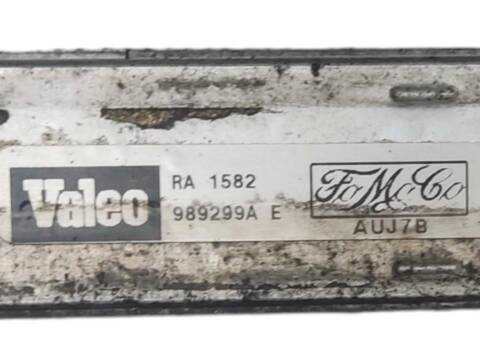 Valeo
RA 1582
989299A E
FoMoCo
AUJ7B